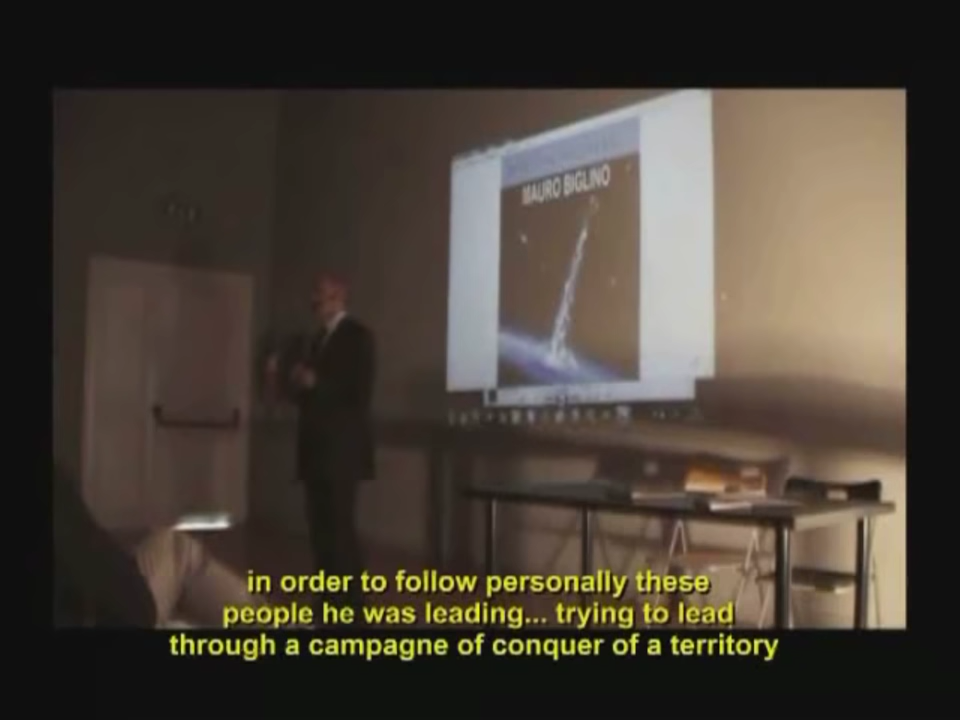 MAURO BIGLINO
in order to follow personally these
people he was leading... trying to lead
through a campagne of conquer of a territory